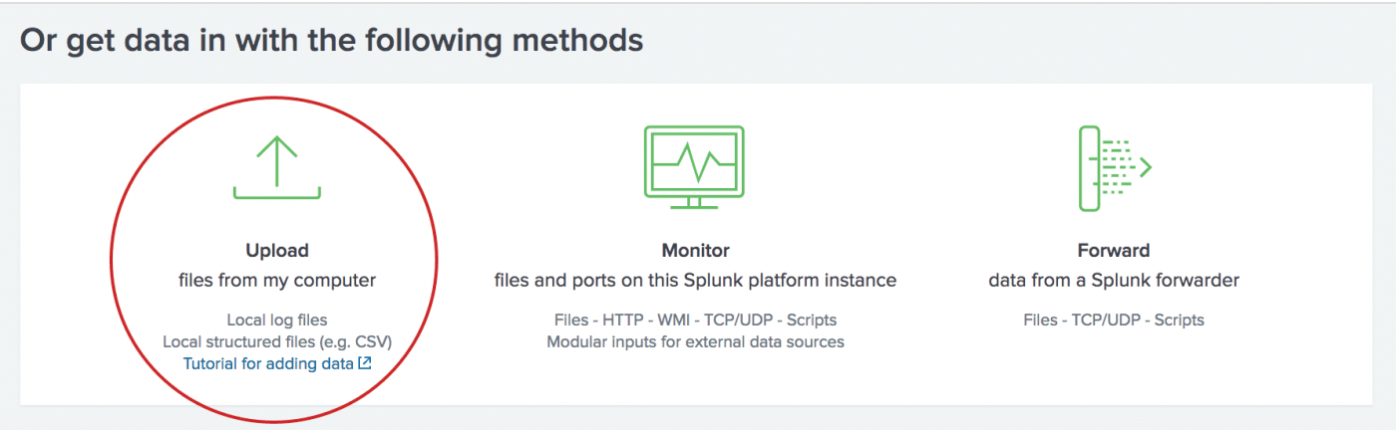 Or get data in with the following methods
Upload
files from my computer
Local log files
Local structured files (e.g. CSV)
Tutorial for adding data
Monitor
files and ports on this Splunk platform instance
Files - HTTP - WMI - TCP/UDP - Scripts
Modular inputs for external data sources
Forward
data from a Splunk forwarder
Files - TCP/UDP - Scripts